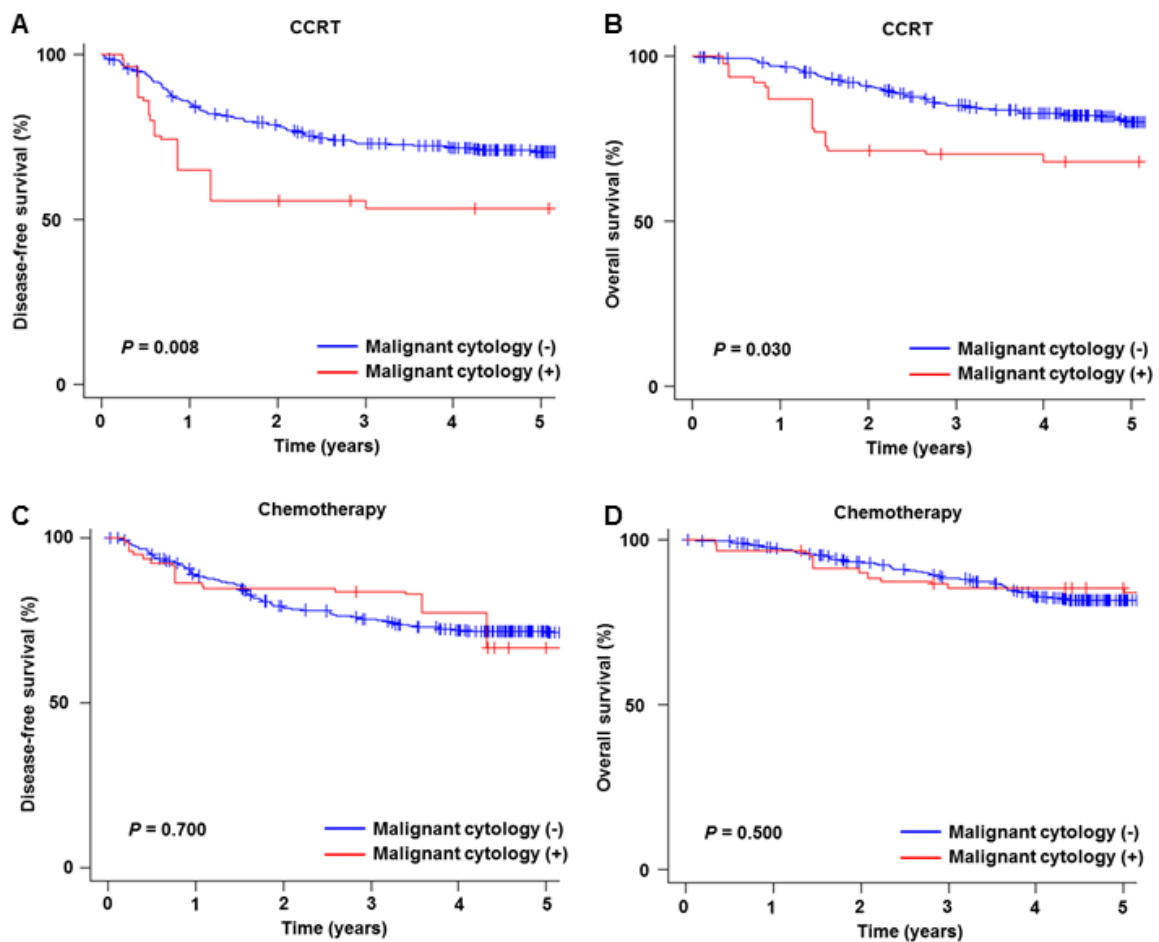 A
CCRT
Disease-free survival (%)
100
50
0
P = 0.008
Malignant cytology (-)
Malignant cytology (+)
0 1 2 3 4 5
Time (years)
B
CCRT
Overall survival (%)
100
50
0
P = 0.030
Malignant cytology (-)
Malignant cytology (+)
0 1 2 3 4 5
Time (years)
C
Chemotherapy
Disease-free survival (%)
100
50
0
P = 0.700
Malignant cytology (-)
Malignant cytology (+)
0 1 2 3 4 5
Time (years)
D
Chemotherapy
Overall survival (%)
100
50
0
P = 0.500
Malignant cytology (-)
Malignant cytology (+)
0 1 2 3 4 5
Time (years)